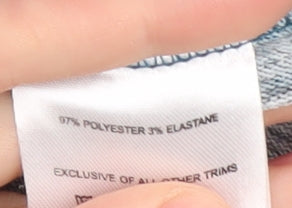 97% POLYESTER 3% ELASTANE
EXCLUSIVE OF ALL OTHER TRIMS